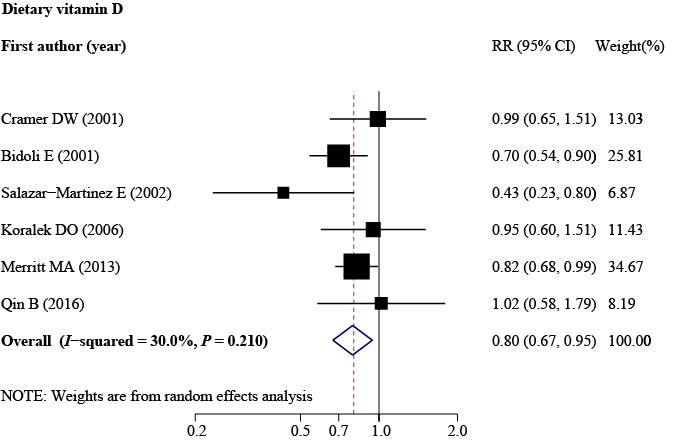 Dietary vitamin D
First author (year) RR (95% CI) Weight(%)
Cramer DW (2001) 0.99 (0.65, 1.51) 13.03
Bidoli E (2001) 0.70 (0.54, 0.90) 25.81
Salazar−Martinez E (2002) 0.43 (0.23, 0.80) 6.87
Koralek DO (2006) 0.95 (0.60, 1.51) 11.43
Merritt MA (2013) 0.82 (0.68, 0.99) 34.67
Qin B (2016) 1.02 (0.58, 1.79) 8.19
Overall (I−squared = 30.0%, P = 0.210) 0.80 (0.67, 0.95) 100.00
NOTE: Weights are from random effects analysis
0.2 0.5 0.7 1.0 2.0